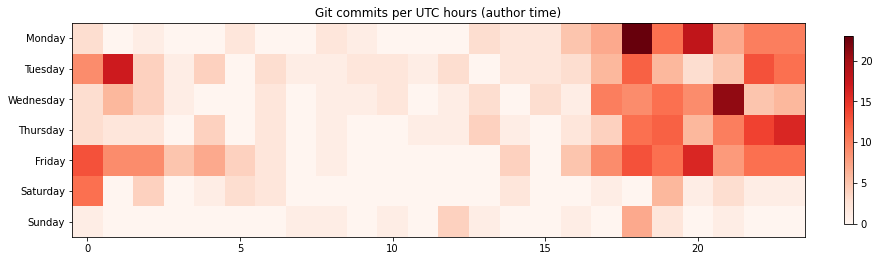 Git commits per UTC hours (author time)
Monday
Tuesday
Wednesday
Thursday
Friday
Saturday
Sunday
0 5 10 15 20
20
15
10
5
0